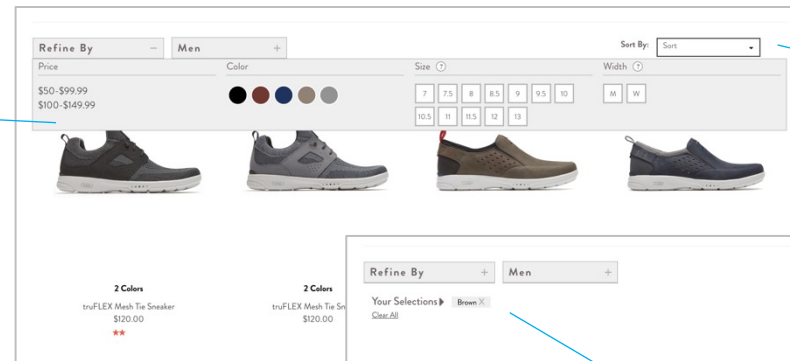 Refine By −
Men +
Sort By: Sort
Price
$50-$99.99
$100-$149.99
Color
Size ?
7 7.5 8 8.5 9 9.5 10
10.5 11 11.5 12 13
Width ?
M W
2 Colors
truFLEX Mesh Tie Sneaker
$120.00
2 Colors
truFLEX Mesh Tie Sn
$120.00
Refine By +
Men +
Your Selections Brown X
Clear All